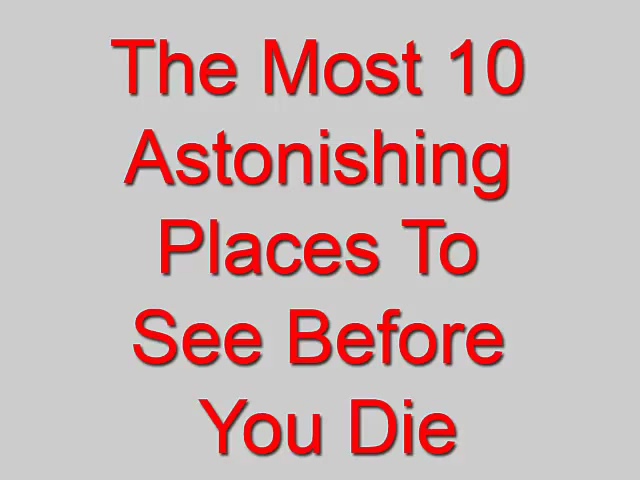 The Most 10
Astonishing
Places To
See Before
You Die